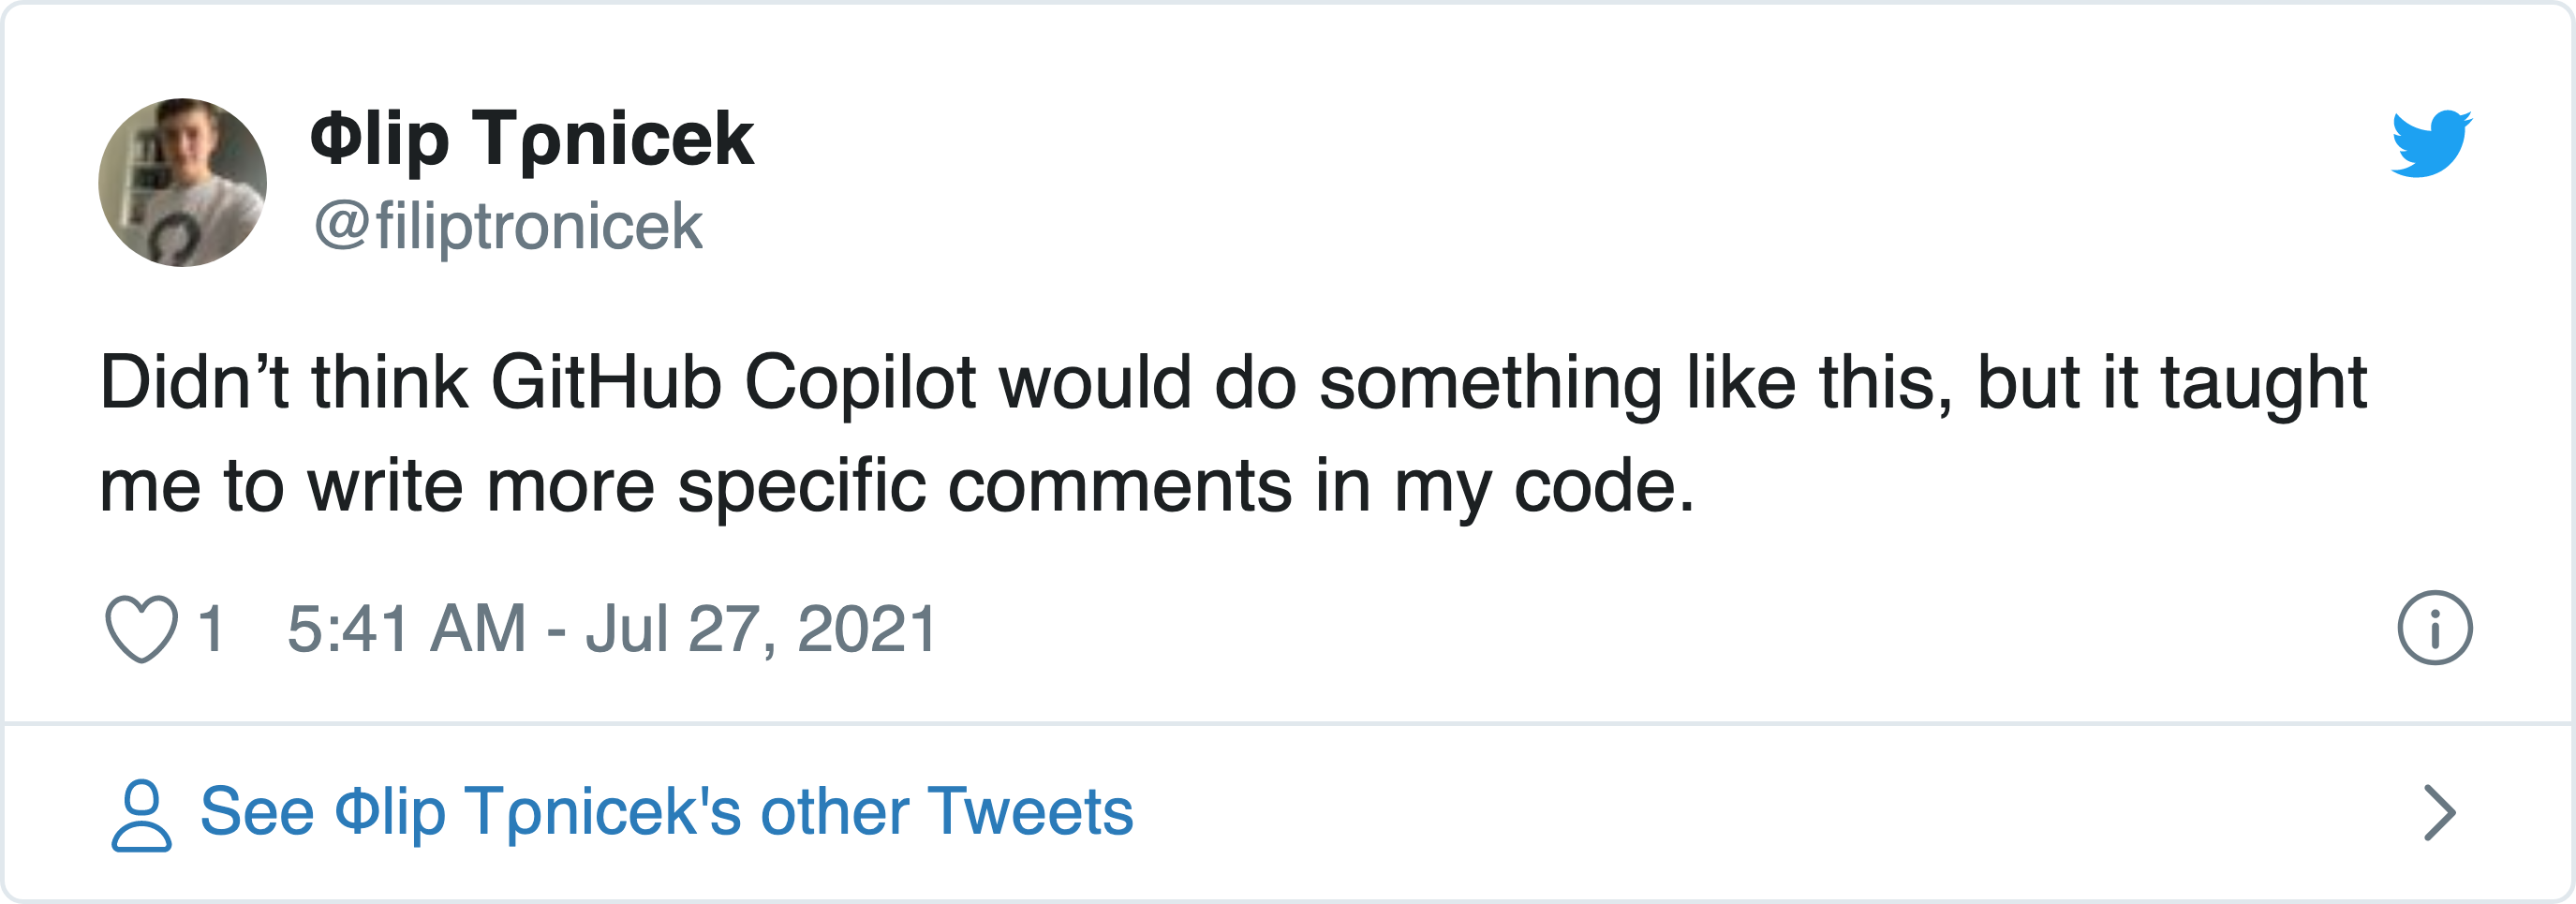 Φlip Tρnicek
@filiptronicek
Didn’t think GitHub Copilot would do something like this, but it taught
me to write more specific comments in my code.
1 5:41 AM - Jul 27, 2021
See Φlip Tρnicek's other Tweets